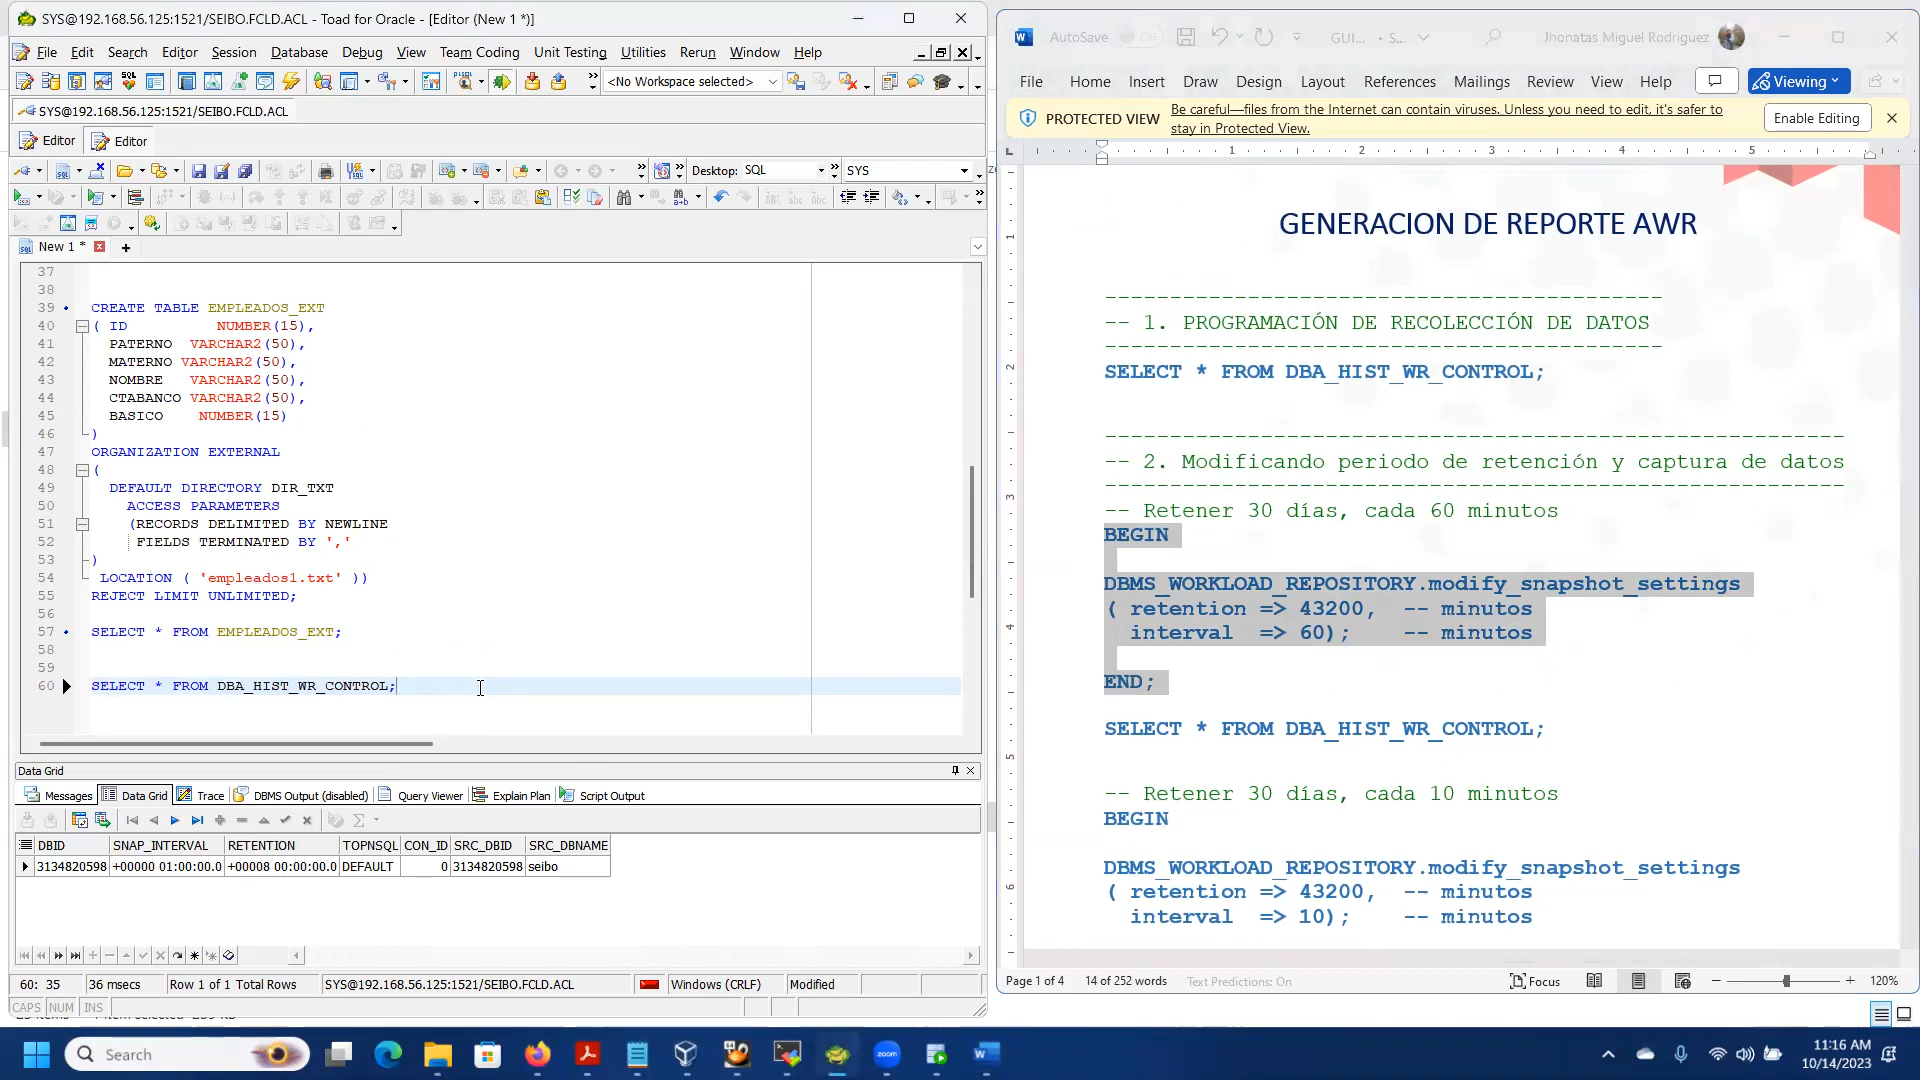 SYS@192.168.56.125:1521/SEIBO.FCLD.ACL - Toad for Oracle - [Editor (New 1 *)]
File Edit Search Editor Session Database Debug View Team Coding Unit Testing Utilities Rerun Window Help
<No Workspace selected>
SYS@192.168.56.125:1521/SEIBO.FCLD.ACL
Editor Editor
Desktop: SQL SYS
New 1 *
37
38
39 CREATE TABLE EMPLEADOS_EXT
40 ( ID NUMBER(15),
41 PATERNO VARCHAR2(50),
42 MATERNO VARCHAR2(50),
43 NOMBRE VARCHAR2(50),
44 CTABANCO VARCHAR2(50),
45 BASICO NUMBER(15)
46 )
47 ORGANIZATION EXTERNAL
48 (
49 DEFAULT DIRECTORY DIR_TXT
50 ACCESS PARAMETERS
51 (RECORDS DELIMITED BY NEWLINE
52 FIELDS TERMINATED BY ','
53 )
54 LOCATION ( 'empleados1.txt' ))
55 REJECT LIMIT UNLIMITED;
56
57 SELECT * FROM EMPLEADOS_EXT;
58
59
60 SELECT * FROM DBA_HIST_WR_CONTROL;
Data Grid
Messages Data Grid Trace DBMS Output (disabled) Query Viewer Explain Plan Script Output
DBID SNAP_INTERVAL RETENTION TOPNSQL CON_ID SRC_DBID SRC_DBNAME
3134820598 +00000 01:00:00.0 +00008 00:00:00.0 DEFAULT 0 3134820598 seibo
60: 35 36 msecs Row 1 of 1 Total Rows SYS@192.168.56.125:1521/SEIBO.FCLD.ACL Windows (CRLF) Modified
CAPS NUM INS
AutoSave Off GUI... • S... Jhonatas Miguel Rodriguez
File Home Insert Draw Design Layout References Mailings Review View Help Viewing
PROTECTED VIEW Be careful—files from the Internet can contain viruses. Unless you need to edit, it's safer to
stay in Protected View.
Enable Editing
1 2 3 4 5
GENERACION DE REPORTE AWR
-------------------------------------------
-- 1. PROGRAMACIÓN DE RECOLECCIÓN DE DATOS
-------------------------------------------
SELECT * FROM DBA_HIST_WR_CONTROL;
---------------------------------------------------------
-- 2. Modificando periodo de retención y captura de datos
---------------------------------------------------------
-- Retener 30 días, cada 60 minutos
BEGIN
DBMS_WORKLOAD_REPOSITORY.modify_snapshot_settings
( retention => 43200, -- minutos
interval => 60); -- minutos
END;
SELECT * FROM DBA_HIST_WR_CONTROL;
-- Retener 30 días, cada 10 minutos
BEGIN
DBMS_WORKLOAD_REPOSITORY.modify_snapshot_settings
( retention => 43200, -- minutos
interval => 10); -- minutos
Page 1 of 4 14 of 252 words Text Predictions: On Focus 120%
Search zoom 11:16 AM
10/14/2023